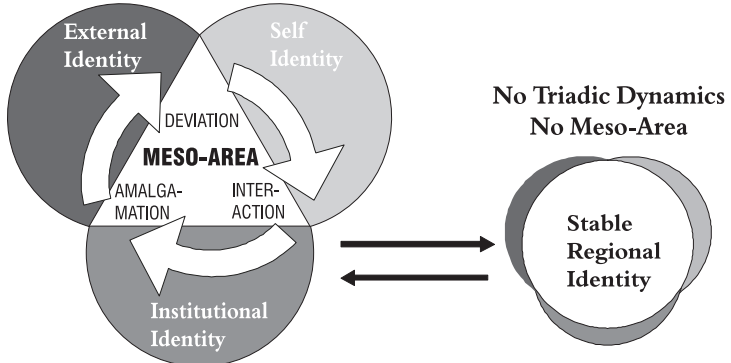 External
Identity
Self
Identity
DEVIATION
MESO-AREA
AMALGA-
MATION
INTER-
ACTION
Institutional
Identity
No Triadic Dynamics
No Meso-Area
Stable
Regional
Identity